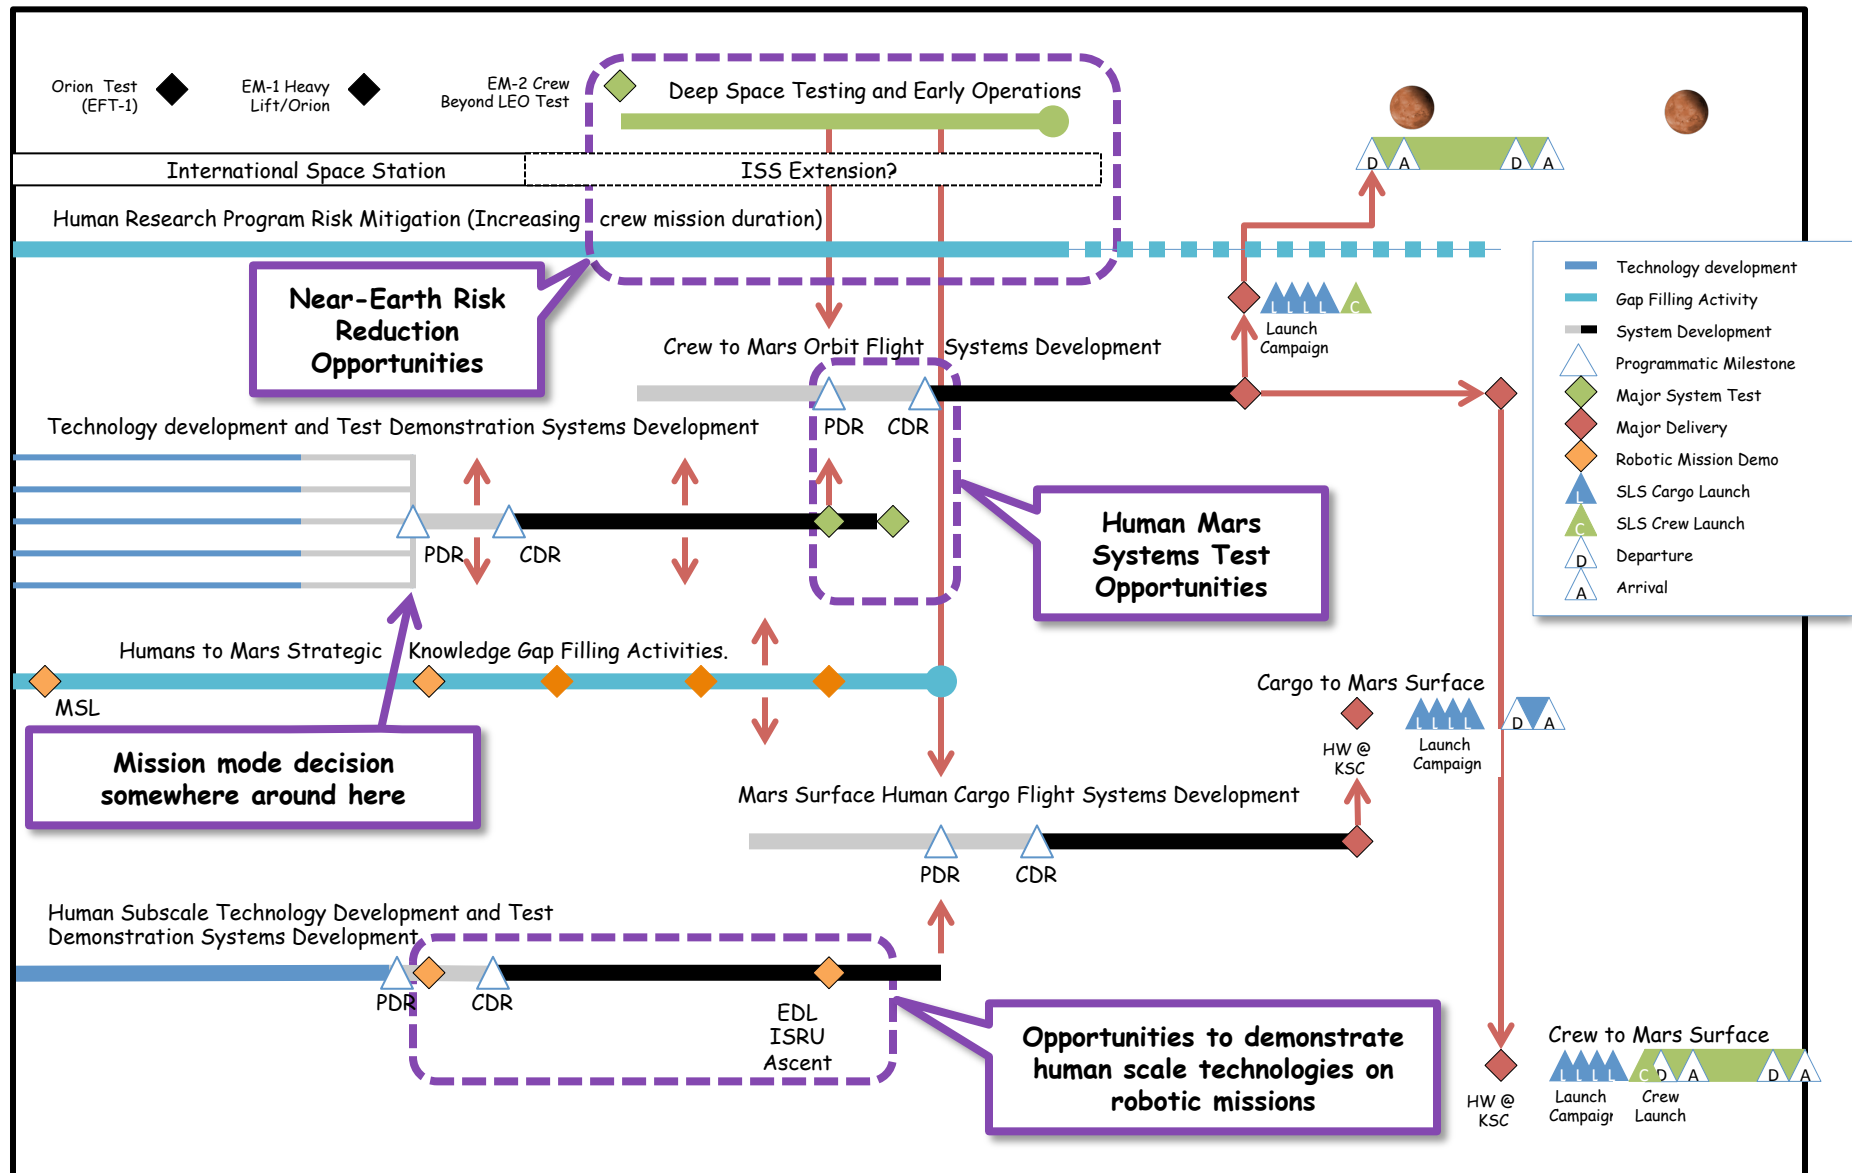 Orion Test
(EFT-1)
EM-1 Heavy
Lift/Orion
EM-2 Crew
Beyond LEO Test
Deep Space Testing and Early Operations
D
A
D
A
International Space Station
ISS Extension?
Human Research Program Risk Mitigation (Increasing crew mission duration)
Near-Earth Risk
Reduction
Opportunities
L
L
L
L
C
Launch
Campaign
Technology development
Gap Filling Activity
System Development
Programmatic Milestone
Major System Test
Major Delivery
Robotic Mission Demo
L
SLS Cargo Launch
C
SLS Crew Launch
D
Departure
A
Arrival
Crew to Mars Orbit Flight Systems Development
PDR
CDR
Technology development and Test Demonstration Systems Development
PDR
CDR
Human Mars
Systems Test
Opportunities
Humans to Mars Strategic Knowledge Gap Filling Activities.
MSL
Mission mode decision
somewhere around here
Cargo to Mars Surface
L
L
L
L
D
A
HW @
KSC
Launch
Campaign
Mars Surface Human Cargo Flight Systems Development
PDR
CDR
Human Subscale Technology Development and Test
Demonstration Systems Development
PDR
CDR
EDL
ISRU
Ascent
Opportunities to demonstrate
human scale technologies on
robotic missions
Crew to Mars Surface
L
L
L
L
C
D
A
D
A
HW @
KSC
Launch
Campaign
Crew
Launch